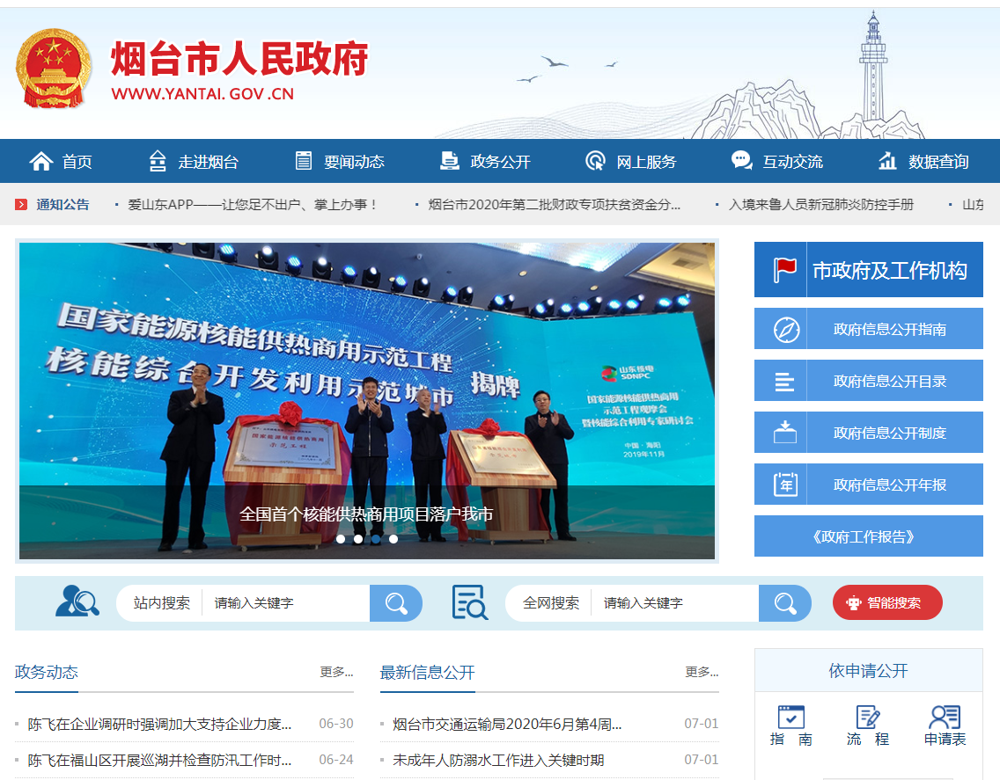 烟台市人民政府
WWW.YANTAI.GOV.CN
首页 走进烟台 要闻动态 政务公开 网上服务 互动交流 数据查询
通知公告 · 爱山东APP——让您足不出户、掌上办事！ · 烟台市2020年第二批财政专项扶贫资金分... · 入境来鲁人员新冠肺炎防控手册 · 山东
国家能源核能供热商用示范工程
核能综合开发利用示范城市 揭牌
山东核电
SDNPC
国家能源核能供热商用
示范工程观摩会
暨核能综合利用专家研讨会
中国·海阳
2019年11月
国家能源核能供热商用
示范工程
全国首个核能供热商用项目落户我市
市政府及工作机构
政府信息公开指南
政府信息公开目录
政府信息公开制度
年 政府信息公开年报
《政府工作报告》
站内搜索 请输入关键字 全网搜索 请输入关键字 智能搜索
政务动态 更多...
陈飞在企业调研时强调加大支持企业力度... 06-30
陈飞在福山区开展巡湖并检查防汛工作时... 06-24
最新信息公开 更多...
烟台市交通运输局2020年6月第4周... 07-01
未成年人防溺水工作进入关键时期 07-01
依申请公开
指 南 流 程 申请表